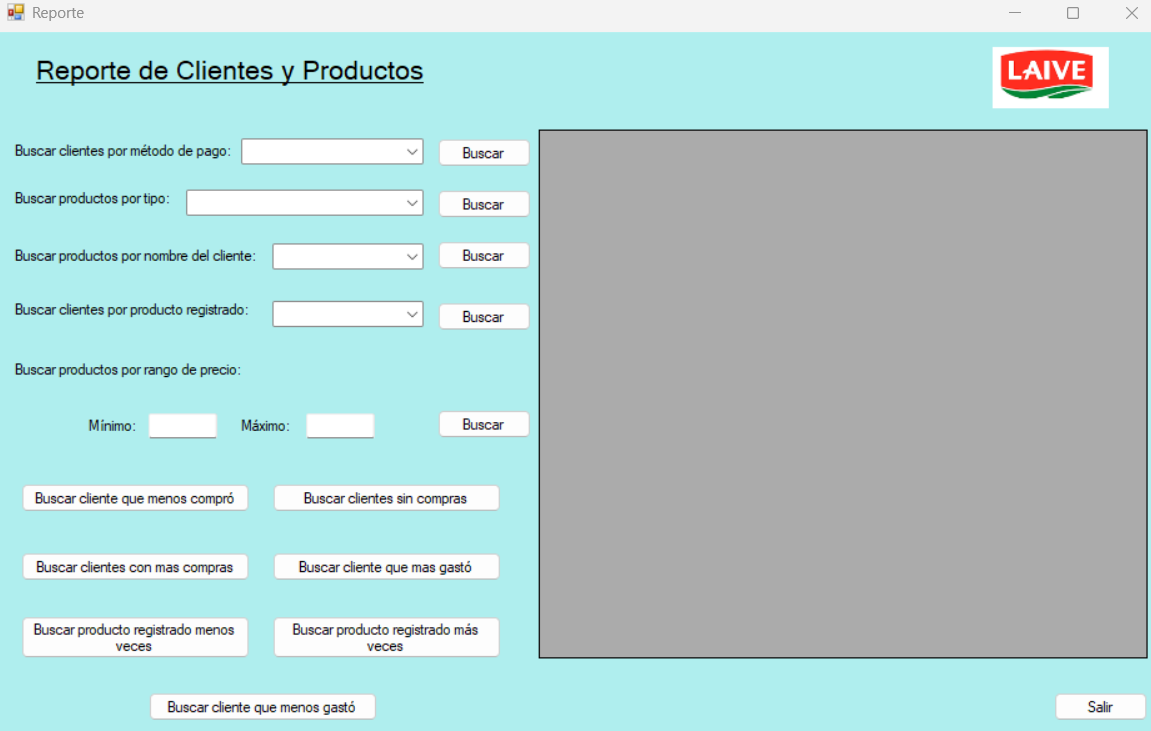 Reporte
Reporte de Clientes y Productos
LAIVE
Buscar clientes por método de pago:
Buscar
Buscar productos por tipo:
Buscar
Buscar productos por nombre del cliente:
Buscar
Buscar clientes por producto registrado:
Buscar
Buscar productos por rango de precio:
Mínimo:
Máximo:
Buscar
Buscar cliente que menos compró
Buscar clientes sin compras
Buscar clientes con mas compras
Buscar cliente que mas gastó
Buscar producto registrado menos
veces
Buscar producto registrado más
veces
Buscar cliente que menos gastó
Salir